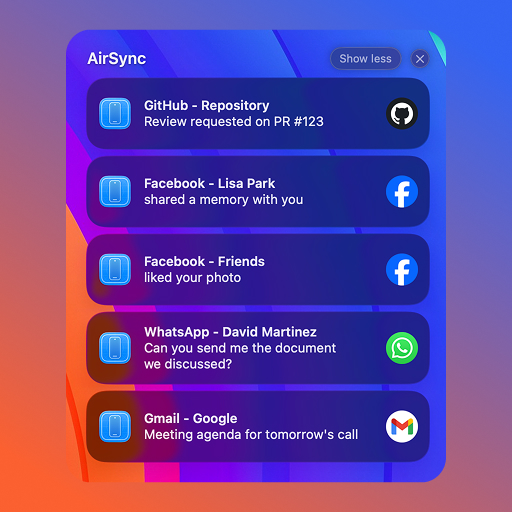 AirSync
Show less
GitHub - Repository
Review requested on PR #123
Facebook - Lisa Park
shared a memory with you
Facebook - Friends
liked your photo
WhatsApp - David Martinez
Can you send me the document
we discussed?
Gmail - Google
Meeting agenda for tomorrow's call